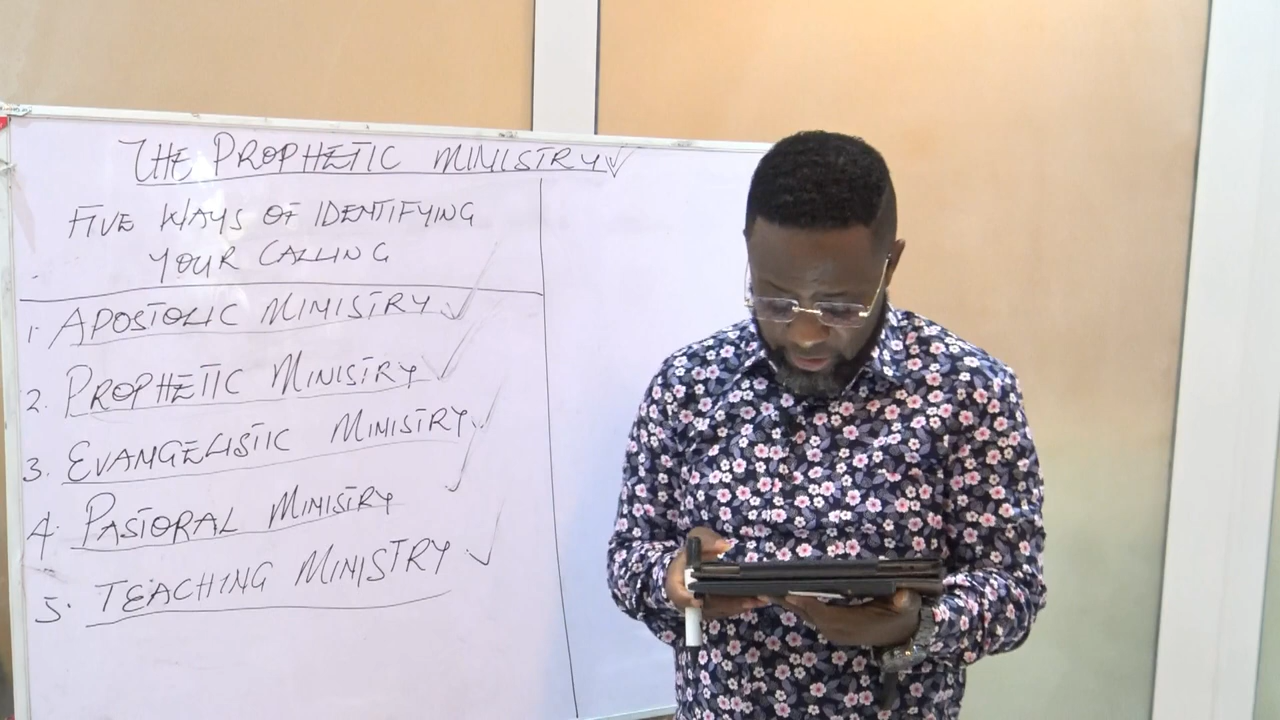 THE PROPHETIC MINISTRY
FIVE WAYS OF IDENTIFYING
YOUR CALLING
1. APOSTOLIC MINISTRY
2. PROPHETIC MINISTRY
3. EVANGELISTIC MINISTRY
4. PASTORAL MINISTRY
5. TEACHING MINISTRY